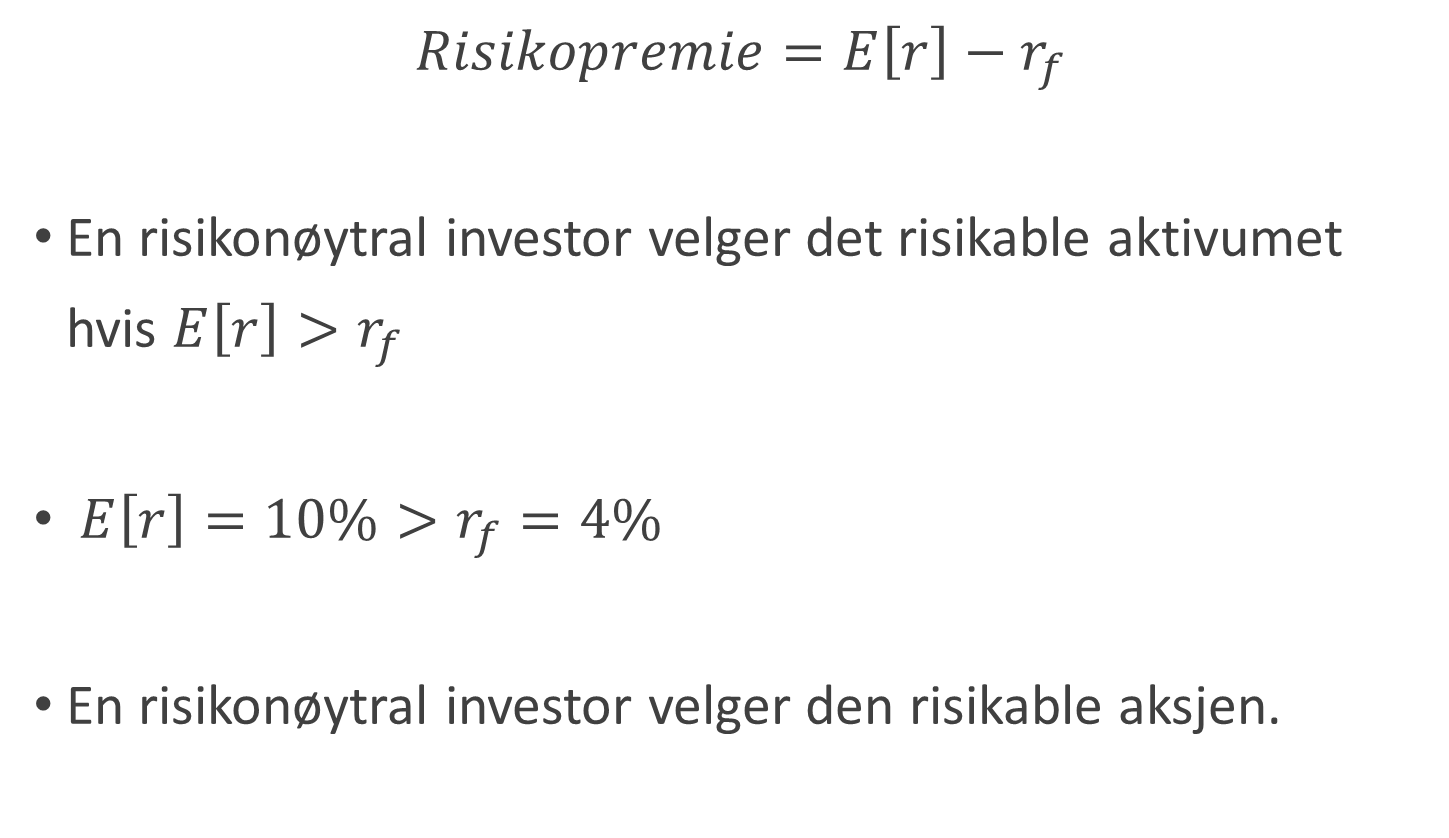 Risikopremie = E[r] − r_f
• En risikonøytral investor velger det risikable aktivumet
hvis E[r] > r_f
• E[r] = 10% > r_f = 4%
• En risikonøytral investor velger den risikable aksjen.